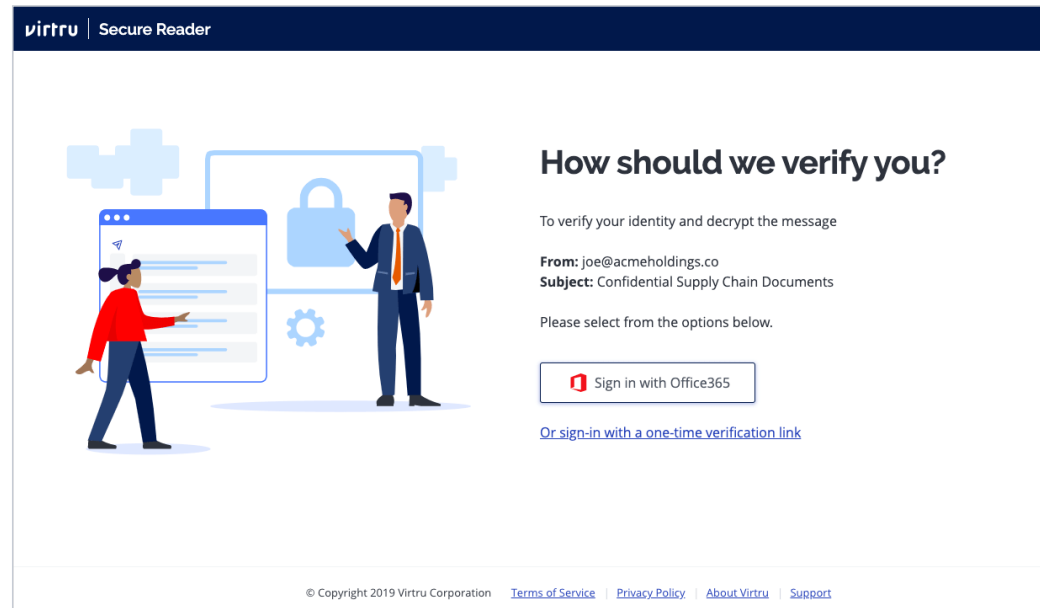 virtru | Secure Reader
How should we verify you?
To verify your identity and decrypt the message
From: joe@acmeholdings.co
Subject: Confidential Supply Chain Documents
Please select from the options below.
Sign in with Office365
Or sign-in with a one-time verification link
© Copyright 2019 Virtru Corporation Terms of Service | Privacy Policy | About Virtru | Support